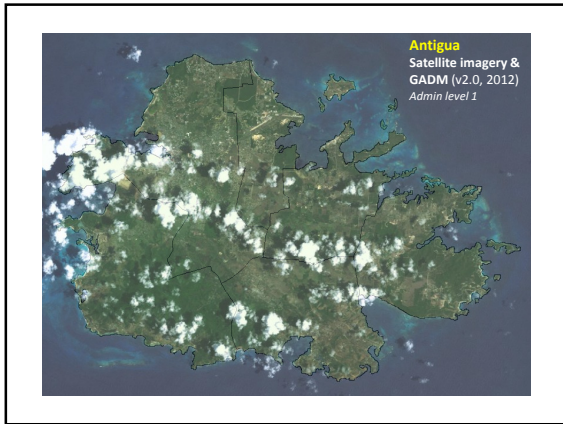 Antigua
Satellite imagery &
GADM (v2.0, 2012)
Admin level 1